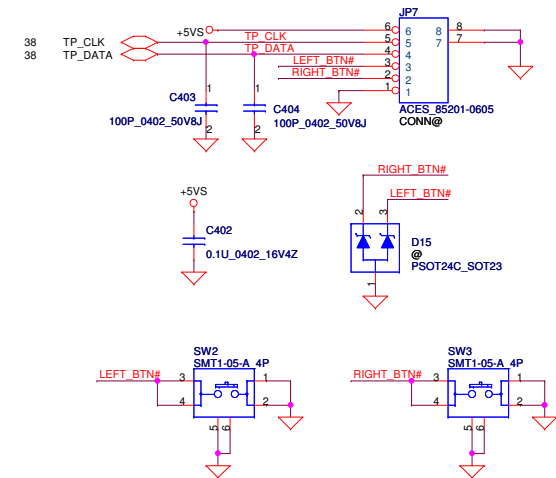 JP7
+5VS
6 6 8 8
38 TP_CLK TP_CLK 5 5 7 7
38 TP_DATA TP_DATA 4 4
LEFT_BTN# 3 3
RIGHT_BTN# 2 2
1 1
1 1
C403
C404
100P_0402_50V8J
100P_0402_50V8J
2 2
ACES_85201-0605
CONN@
RIGHT_BTN#
+5VS
LEFT_BTN#
2 3
C402
0.1U_0402_16V4Z
D15
@
PSOT24C_SOT23
1
SW2
SMT1-05-A_4P
LEFT_BTN# 3 1
4 2
5 6
SW3
SMT1-05-A_4P
RIGHT_BTN# 3 1
4 2
5 6